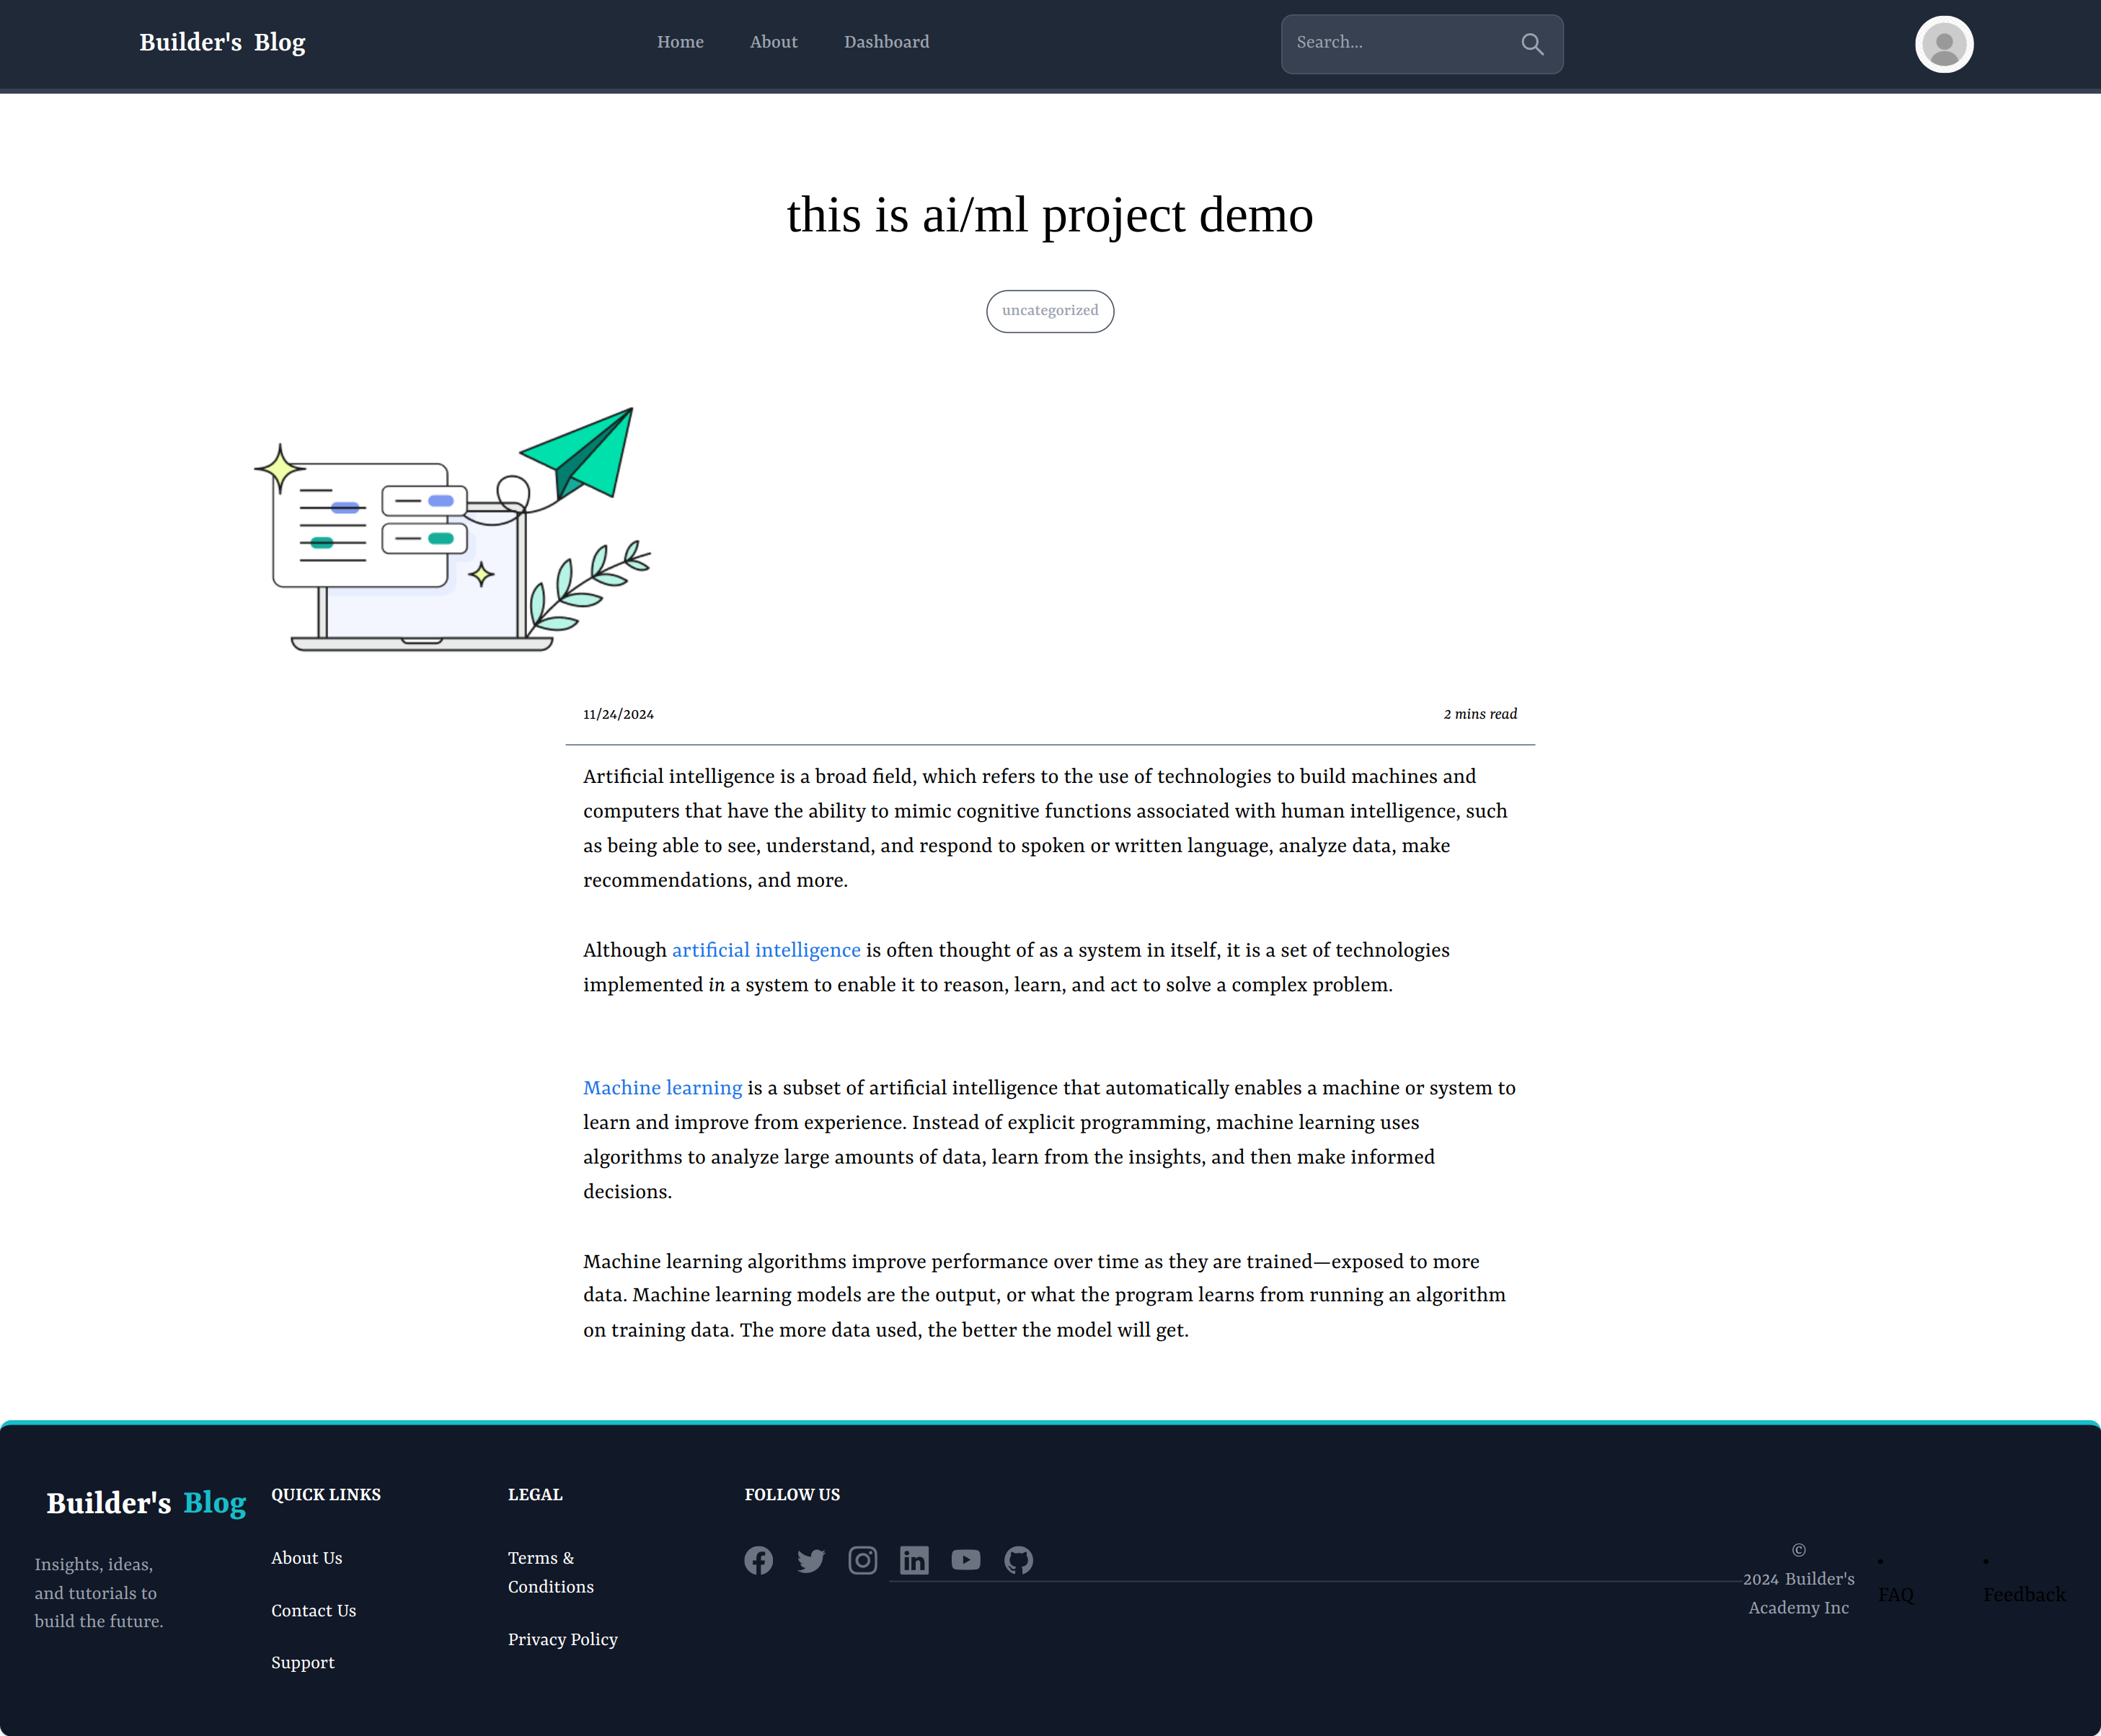 Builder's Blog
Home About Dashboard
Search...
this is ai/ml project demo
uncategorized
11/24/2024
2 mins read
Artificial intelligence is a broad field, which refers to the use of technologies to build machines and
computers that have the ability to mimic cognitive functions associated with human intelligence, such
as being able to see, understand, and respond to spoken or written language, analyze data, make
recommendations, and more.
Although artificial intelligence is often thought of as a system in itself, it is a set of technologies
implemented in a system to enable it to reason, learn, and act to solve a complex problem.
Machine learning is a subset of artificial intelligence that automatically enables a machine or system to
learn and improve from experience. Instead of explicit programming, machine learning uses
algorithms to analyze large amounts of data, learn from the insights, and then make informed
decisions.
Machine learning algorithms improve performance over time as they are trained—exposed to more
data. Machine learning models are the output, or what the program learns from running an algorithm
on training data. The more data used, the better the model will get.
Builder's Blog
Insights, ideas,
and tutorials to
build the future.
QUICK LINKS
About Us
Contact Us
Support
LEGAL
Terms &
Conditions
Privacy Policy
FOLLOW US
©
2024 Builder's
Academy Inc
• FAQ
• Feedback